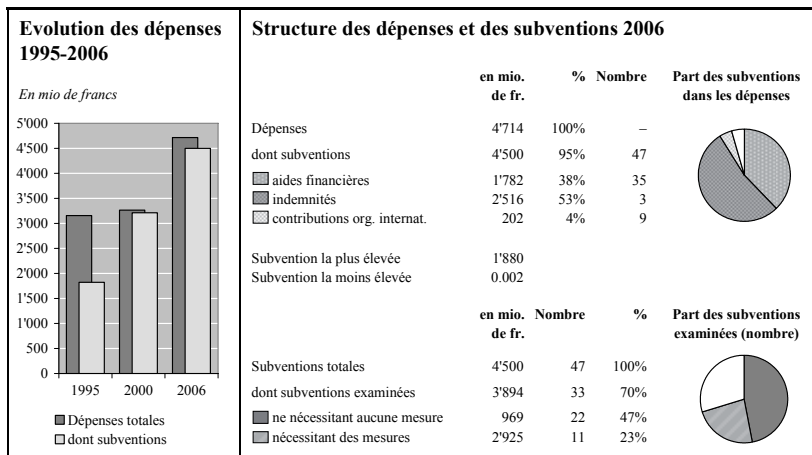 Evolution des dépenses
1995-2006
En mio de francs
5'000
4'500
4'000
3'500
3'000
2'500
2'000
1'500
1'000
500
0
1995 2000 2006
Dépenses totales
dont subventions
Structure des dépenses et des subventions 2006
en mio. % Nombre Part des subventions
de fr. dans les dépenses
Dépenses 4'714 100% –
dont subventions 4'500 95% 47
aides financières 1'782 38% 35
indemnités 2'516 53% 3
contributions org. internat. 202 4% 9
Subvention la plus élevée 1'880
Subvention la moins élevée 0.002
en mio. Nombre % Part des subventions
de fr. examinées (nombre)
Subventions totales 4'500 47 100%
dont subventions examinées 3'894 33 70%
ne nécessitant aucune mesure 969 22 47%
nécessitant des mesures 2'925 11 23%